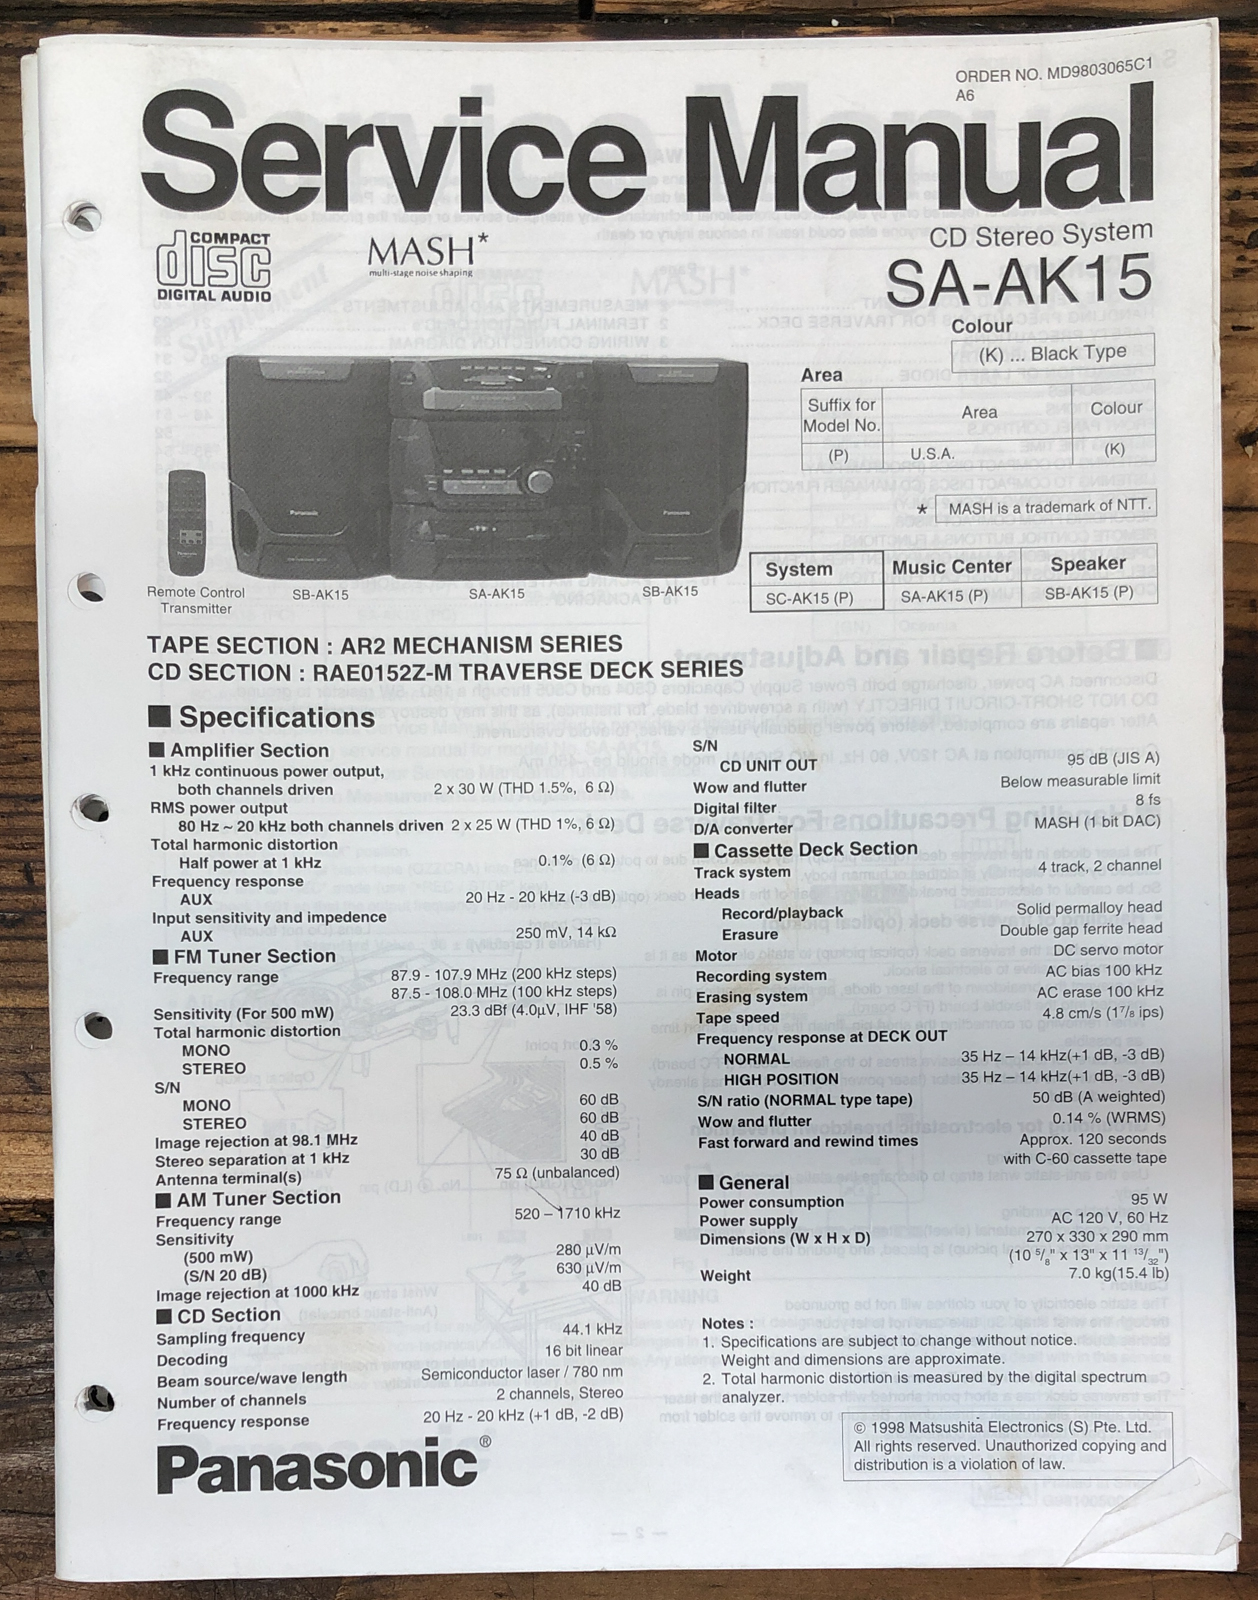 ORDER NO. MD9803065C1
A6
Service Manual
COMPACT
disc
DIGITAL AUDIO
MASH*
multi-stage noise shaping
CD Stereo System
SA-AK15
Colour
(K) ... Black Type
Area
Suffix for Model No. Area Colour
(P) U.S.A. (K)
* MASH is a trademark of NTT.
System Music Center Speaker
SC-AK15 (P) SA-AK15 (P) SB-AK15 (P)
Panasonic
Panasonic
Remote Control
Transmitter
SB-AK15
SA-AK15
SB-AK15
TAPE SECTION : AR2 MECHANISM SERIES
CD SECTION : RAE0152Z-M TRAVERSE DECK SERIES
■ Specifications
■ Amplifier Section
1 kHz continuous power output,
both channels driven 2 x 30 W (THD 1.5%, 6 Ω)
RMS power output
80 Hz ~ 20 kHz both channels driven 2 x 25 W (THD 1%, 6 Ω)
Total harmonic distortion
Half power at 1 kHz 0.1% (6 Ω)
Frequency response
AUX 20 Hz - 20 kHz (-3 dB)
Input sensitivity and impedence
AUX 250 mV, 14 kΩ
■ FM Tuner Section
Frequency range 87.9 - 107.9 MHz (200 kHz steps)
87.5 - 108.0 MHz (100 kHz steps)
Sensitivity (For 500 mW) 23.3 dBf (4.0μV, IHF '58)
Total harmonic distortion
MONO 0.3 %
STEREO 0.5 %
S/N
MONO 60 dB
STEREO 60 dB
Image rejection at 98.1 MHz 40 dB
Stereo separation at 1 kHz 30 dB
Antenna terminal(s) 75 Ω (unbalanced)
■ AM Tuner Section
Frequency range 520 – 1710 kHz
Sensitivity
(500 mW) 280 μV/m
(S/N 20 dB) 630 μV/m
Image rejection at 1000 kHz 40 dB
■ CD Section
Sampling frequency 44.1 kHz
Decoding 16 bit linear
Beam source/wave length Semiconductor laser / 780 nm
Number of channels 2 channels, Stereo
Frequency response 20 Hz - 20 kHz (+1 dB, -2 dB)
S/N
CD UNIT OUT 95 dB (JIS A)
Wow and flutter Below measurable limit
Digital filter 8 fs
D/A converter MASH (1 bit DAC)
■ Cassette Deck Section
Track system 4 track, 2 channel
Heads
Record/playback Solid permalloy head
Erasure Double gap ferrite head
Motor DC servo motor
Recording system AC bias 100 kHz
Erasing system AC erase 100 kHz
Tape speed 4.8 cm/s (1 7/8 ips)
Frequency response at DECK OUT
NORMAL 35 Hz – 14 kHz(+1 dB, -3 dB)
HIGH POSITION 35 Hz – 14 kHz(+1 dB, -3 dB)
S/N ratio (NORMAL type tape) 50 dB (A weighted)
Wow and flutter 0.14 % (WRMS)
Fast forward and rewind times Approx. 120 seconds
with C-60 cassette tape
■ General
Power consumption 95 W
Power supply AC 120 V, 60 Hz
Dimensions (W x H x D) 270 x 330 x 290 mm
(10 5/8" x 13" x 11 13/32")
Weight 7.0 kg(15.4 lb)
Notes :
1. Specifications are subject to change without notice.
Weight and dimensions are approximate.
2. Total harmonic distortion is measured by the digital spectrum
analyzer.
Panasonic®
© 1998 Matsushita Electronics (S) Pte. Ltd.
All rights reserved. Unauthorized copying and
distribution is a violation of law.